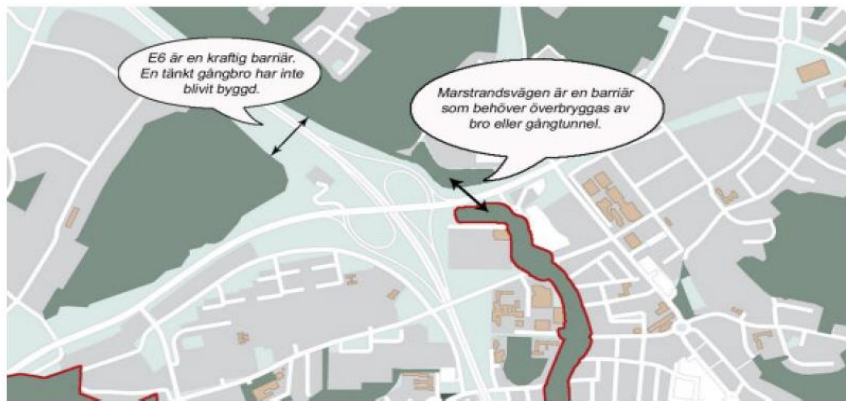 E6 är en kraftig barriär.
En tänkt gångbro har inte
blivit byggd.
Marstrandsvägen är en barriär
som behöver överbryggas av
bro eller gångtunnel.